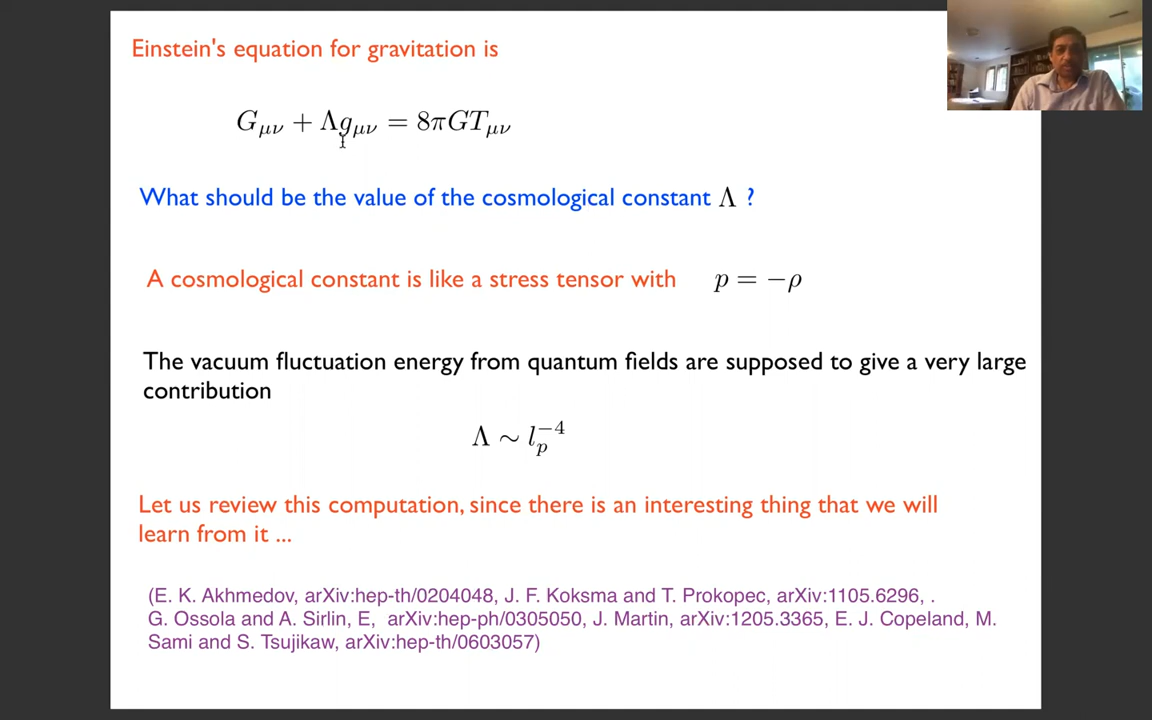 Einstein's equation for gravitation is
G_{μν} + Λg_{μν} = 8πGT_{μν}
What should be the value of the cosmological constant Λ ?
A cosmological constant is like a stress tensor with p = −ρ
The vacuum fluctuation energy from quantum fields are supposed to give a very large
contribution
Λ ∼ l_p^{−4}
Let us review this computation, since there is an interesting thing that we will
learn from it ...
(E. K. Akhmedov, arXiv:hep-th/0204048, J. F. Koksma and T. Prokopec, arXiv:1105.6296, .
G. Ossola and A. Sirlin, E, arXiv:hep-ph/0305050, J. Martin, arXiv:1205.3365, E. J. Copeland, M.
Sami and S. Tsujikaw, arXiv:hep-th/0603057)